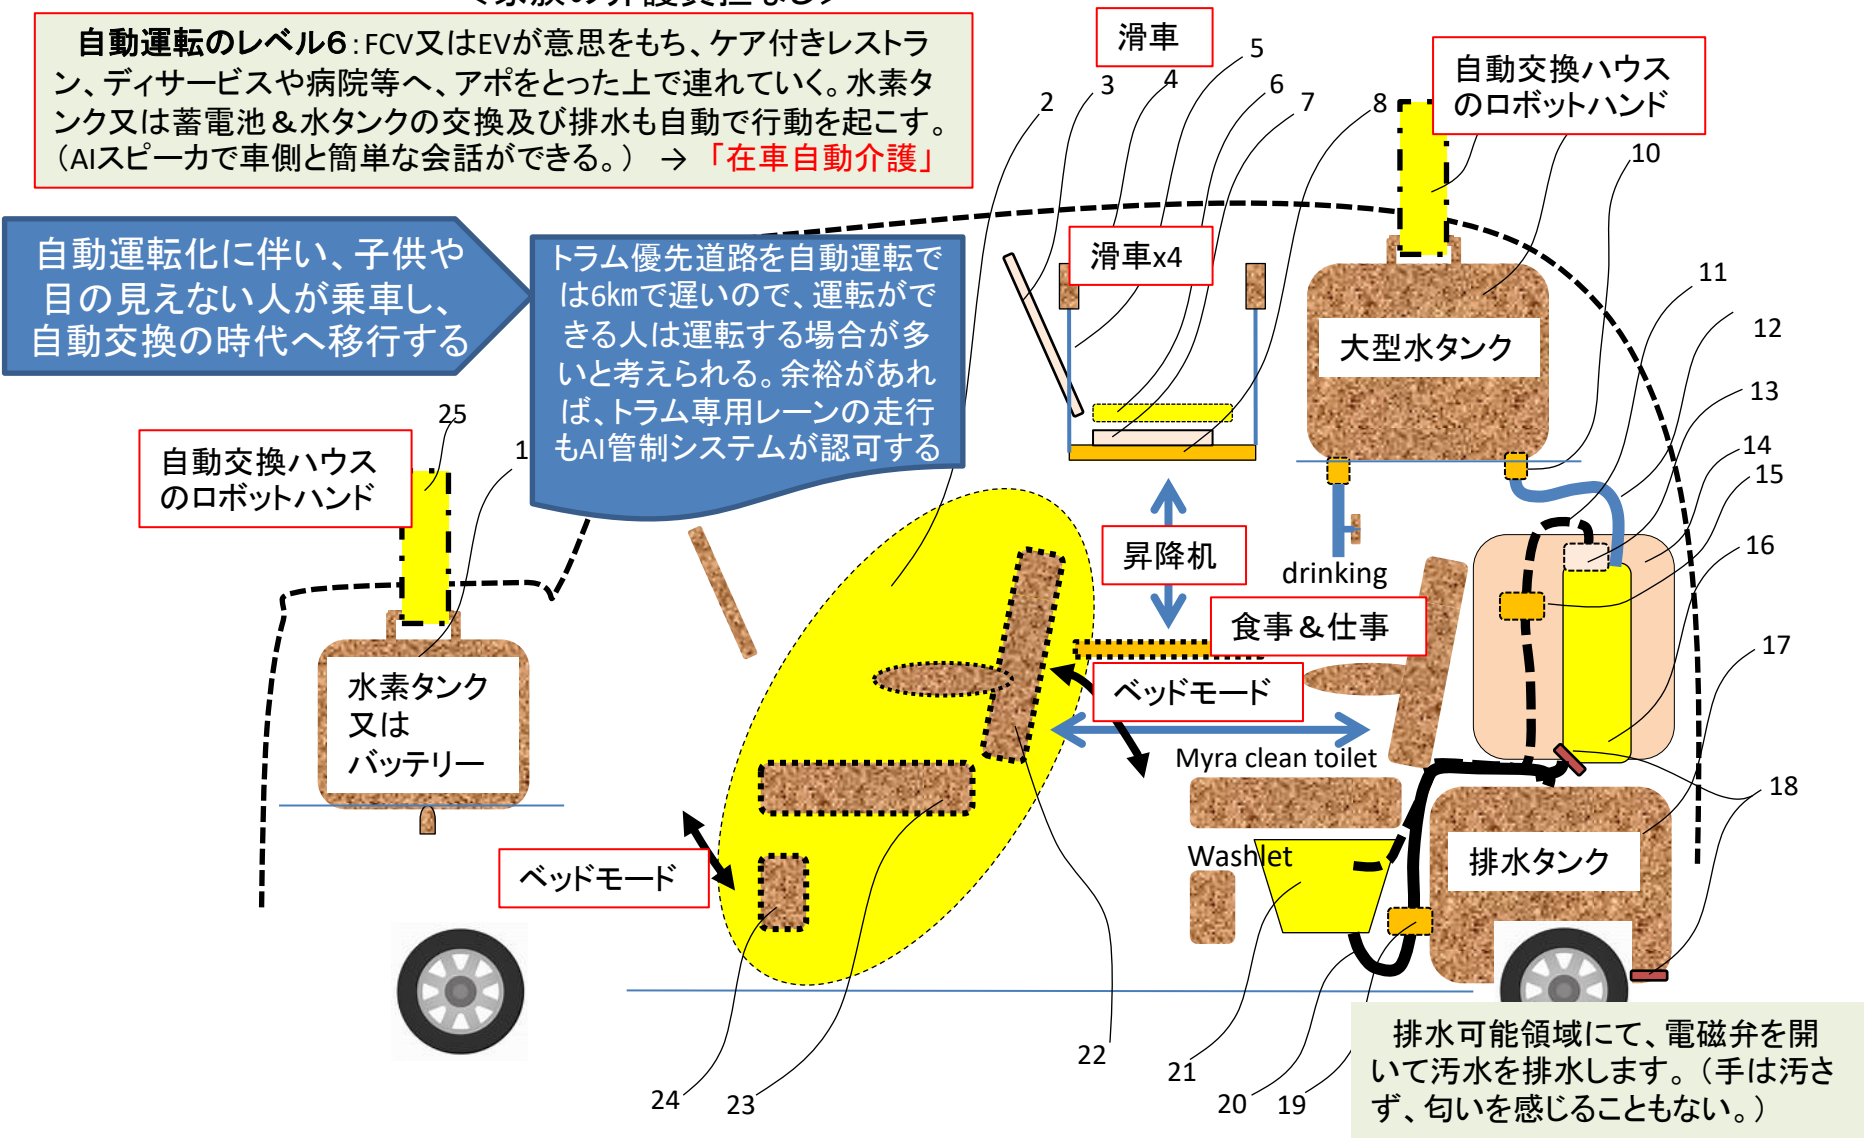 ＜家族の介護負担なし＞
自動運転のレベル６：FCV又はEVが意思をもち、ケア付きレストラ
ン、ディサービスや病院等へ、アポをとった上で連れていく。水素タ
ンク又は蓄電池＆水タンクの交換及び排水も自動で行動を起こす。
（AIスピーカで車側と簡単な会話ができる。） → 「在車自動介護」
滑車
自動交換ハウス
のロボットハンド
2
3
4
5
6
7
8
10
自動運転化に伴い、子供や
目の見えない人が乗車し、
自動交換の時代へ移行する
トラム優先道路を自動運転で
は6㎞で遅いので、運転がで
きる人は運転する場合が多
いと考えられる。余裕があれ
ば、トラム専用レーンの走行
もAI管制システムが認可する
滑車x4
大型水タンク
11
12
13
14
15
16
17
18
25
1
自動交換ハウス
のロボットハンド
昇降机
drinking
食事＆仕事
ベッドモード
水素タンク
又は
バッテリー
Myra clean toilet
Washlet
排水タンク
ベッドモード
24
23
22
21
20
19
排水可能領域にて、電磁弁を開
いて汚水を排水します。（手は汚さ
ず、匂いを感じることもない。）